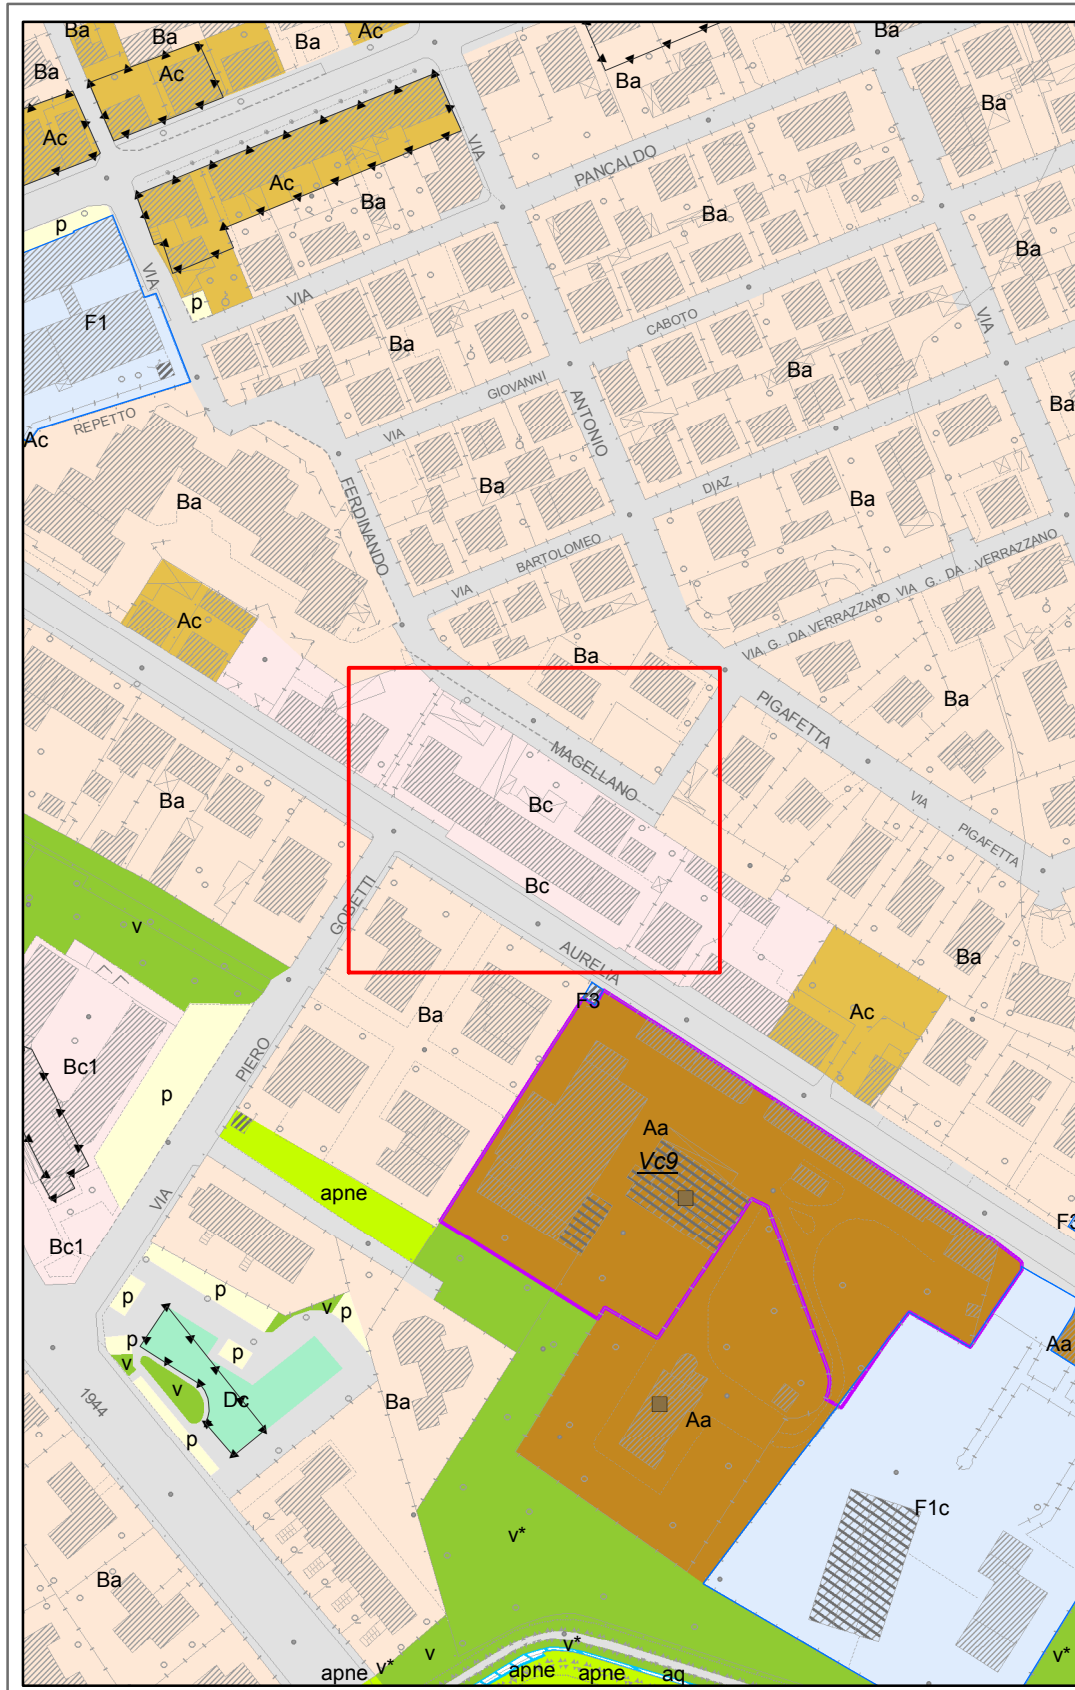 Ba
Ba
Ba
Ac
Ba
Ba
Ac
Ba
Ba
Ac
VIA
PANCALDO
Ac
Ba
Ba
p
Ba
VIA
VIA
p
F1
CABOTO
VIA
Ba
Ba
GIOVANNI
Ba
REPETTO
Ac
VIA
ANTONIO
Ba
Ba
DIAZ
Ba
FERDINANDO
BARTOLOMEO
VIA
VIA G. DA VERRAZZANO
VIA G. DA VERRAZZANO
Ac
Ba
Ba
PIGAFETTA
MAGELLANO
Ba
Bc
VIA
PIGAFETTA
Bc
GOBETTI
v
AURELIA
Ba
F3
Ba
Ac
PIERO
Bc1
p
Aa
Vc9
apne
VIA
Bc1
F3
p
p
v
p
p
p
v
v
Aa
Dc
Ba
1944
p
Aa
F1c
v*
Ba
v
v*
v*
v*
apne
apne
apne
aq